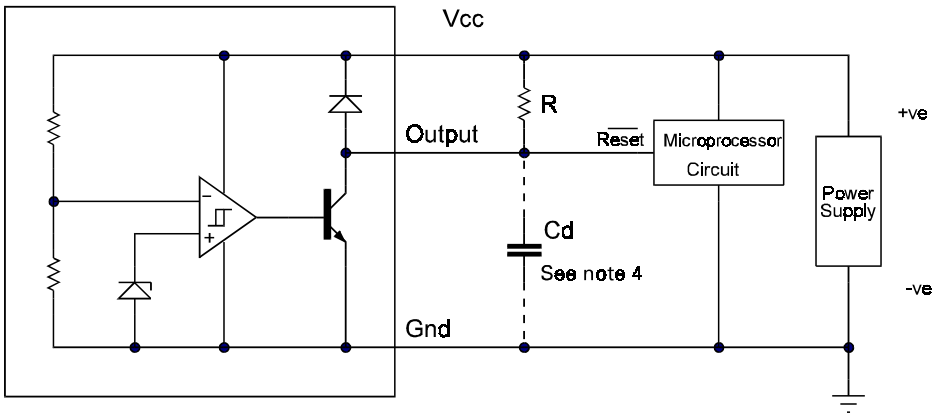 Vcc
R
+ve
Output
Reset
Microprocessor
Circuit
−
+
Power
Supply
Cd
See note 4
-ve
Gnd